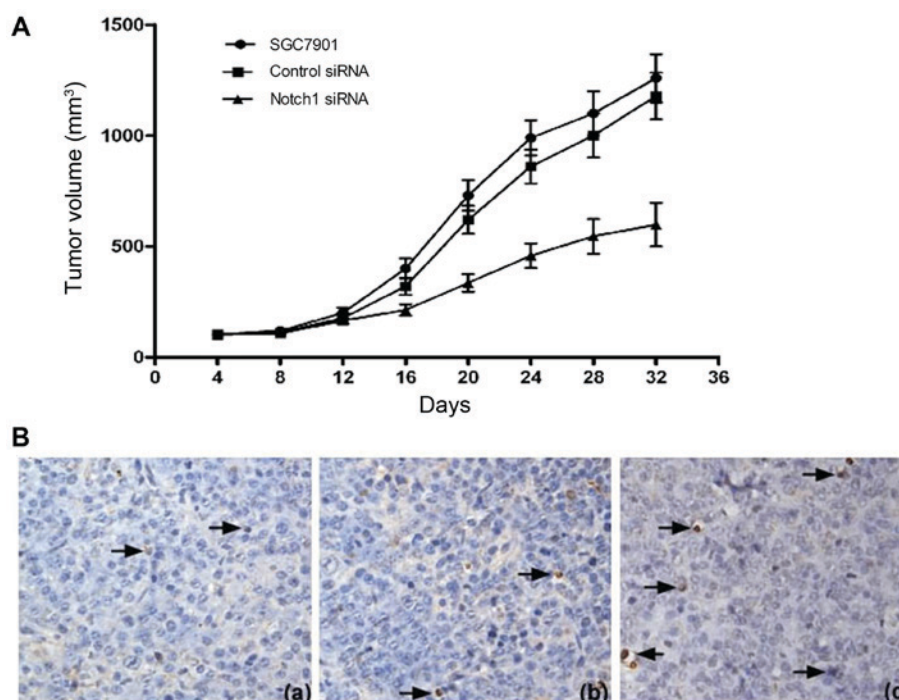 A
1500
1000
500
0
Tumor volume (mm³)
SGC7901
Control siRNA
Notch1 siRNA
0 4 8 12 16 20 24 28 32 36
Days
B
(a) (b) (c)